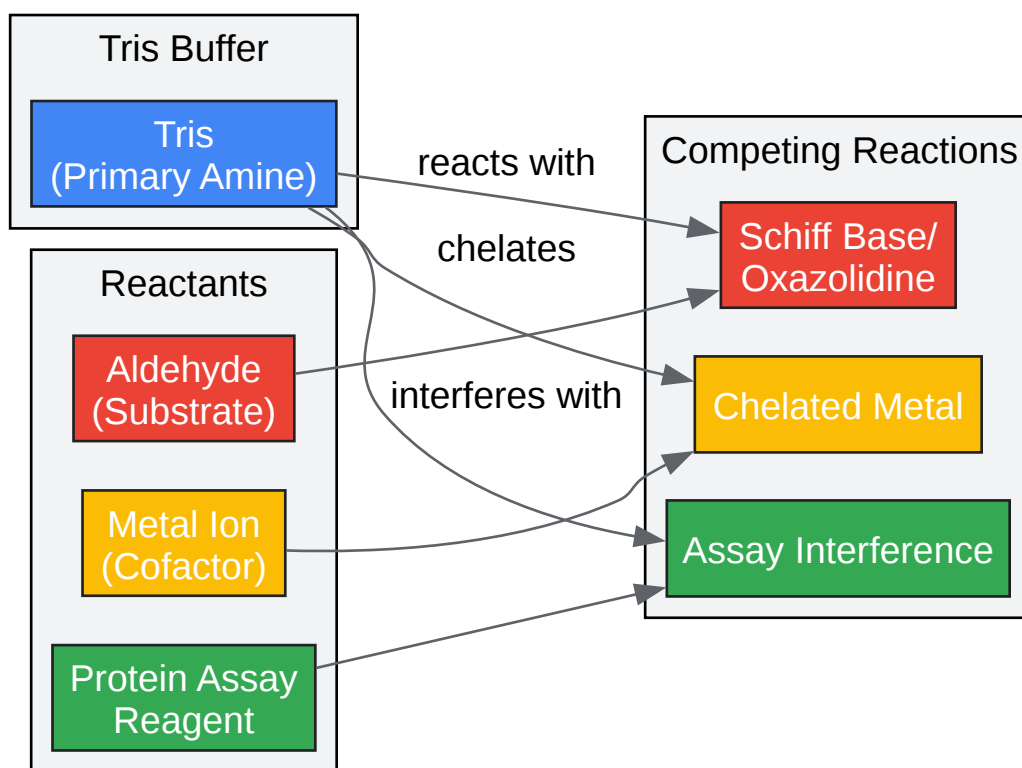 Tris Buffer
Tris
(Primary Amine)
Reactants
Aldehyde
(Substrate)
Metal Ion
(Cofactor)
Protein Assay
Reagent
reacts with
chelates
interferes with
Competing Reactions
Schiff Base/
Oxazolidine
Chelated Metal
Assay Interference